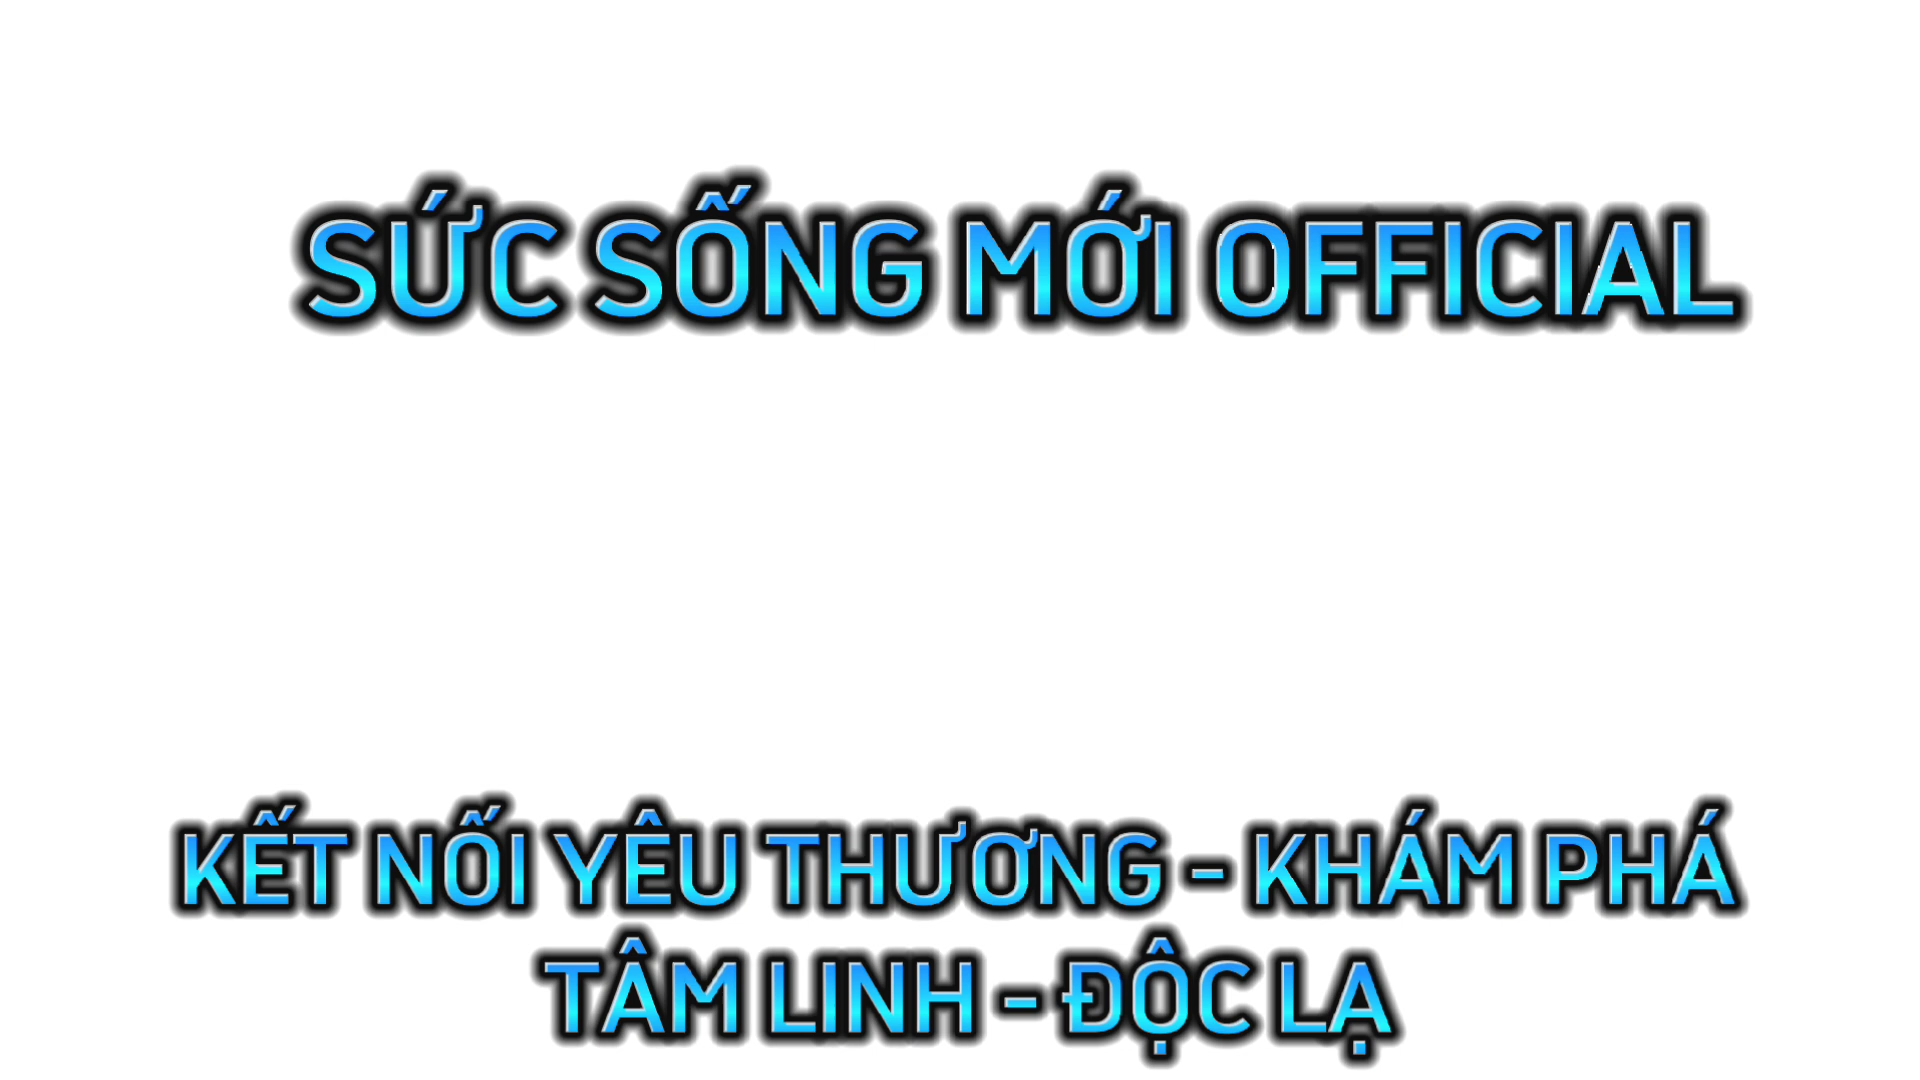 SỨC SỐNG MỚI OFFICIAL
KẾT NỐI YÊU THƯƠNG - KHÁM PHÁ
TÂM LINH - ĐỘC LẠ